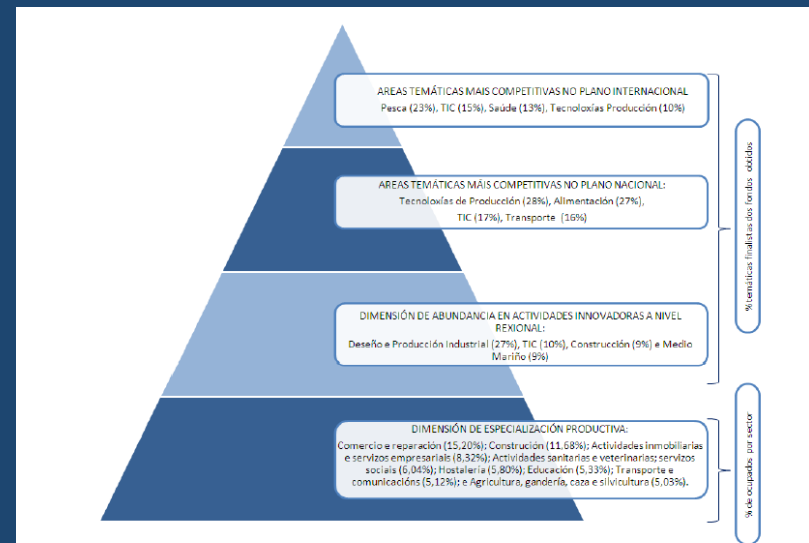 AREAS TEMÁTICAS MAIS COMPETITIVAS NO PLANO INTERNACIONAL
Pesca (23%), TIC (15%), Saúde (13%), Tecnoloxías Producción (10%)
AREAS TEMÁTICAS MÁIS COMPETITIVAS NO PLANO NACIONAL:
Tecnoloxías de Producción (28%), Alimentación (27%),
TIC (17%), Transporte (16%)
% temáticas finalistas dos fondos obtidos
DIMENSIÓN DE ABUNDANCIA EN ACTIVIDADES INNOVADORAS A NIVEL
REXIONAL:
Deseño e Producción Industrial (27%), TIC (10%), Construcción (9%) e Medio
Mariño (9%)
DIMENSIÓN DE ESPECIALIZACIÓN PRODUCTIVA:
Comercio e reparación (15,20%); Construción (11,68%); Actividades inmobiliarias
e servizos empresariais (8,32%); Actividades sanitarias e veterinarias; servizos
sociais (6,04%); Hostalería (5,80%); Educación (5,33%); Transporte e
comunicacións (5,12%); e Agricultura, gandería, caza e silvicultura (5,03%).
% de ocupados por sector